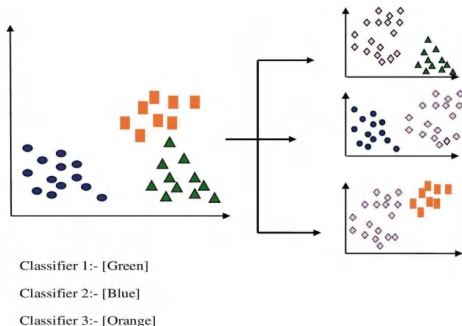 Classifier 1:- [Green]
Classifier 2:- [Blue]
Classifier 3:- [Orange]